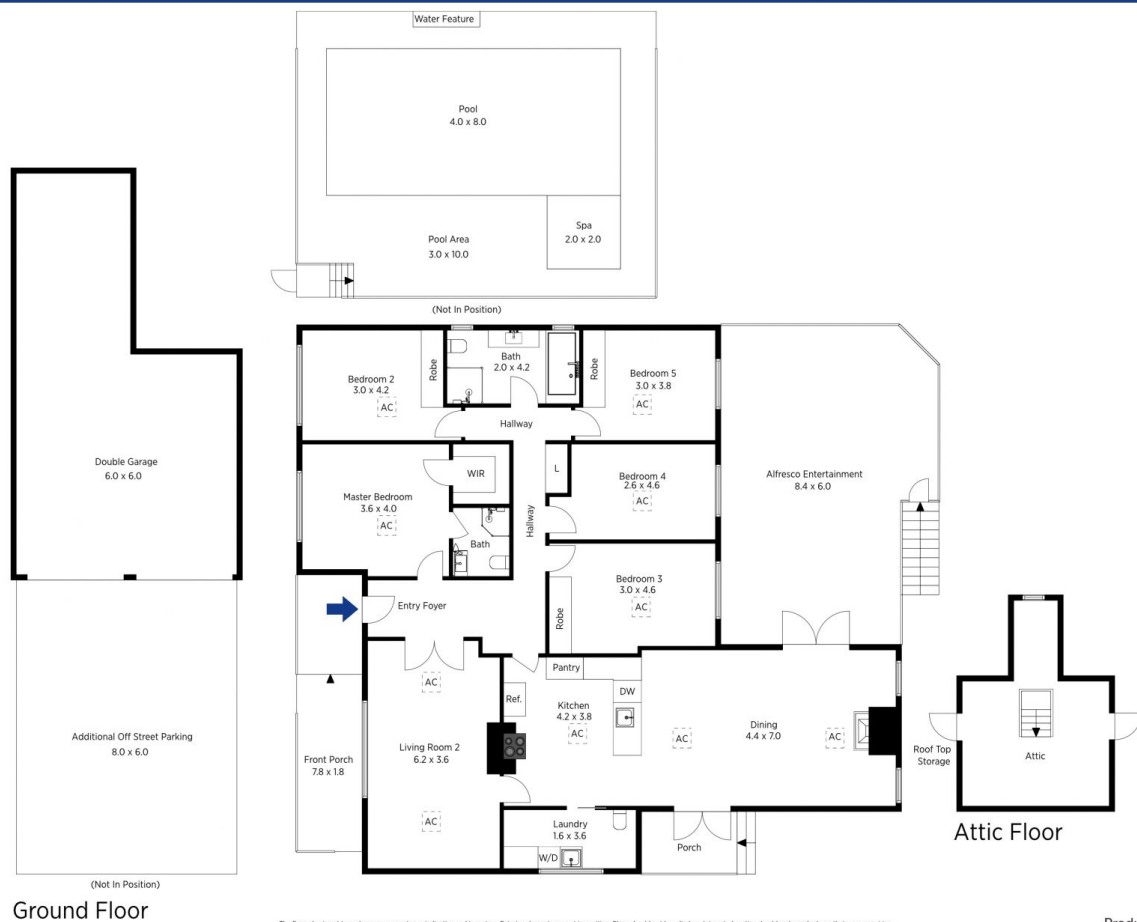 Water Feature
Pool
4.0 x 8.0
Spa
2.0 x 2.0
Pool Area
3.0 x 10.0
(Not In Position)
Double Garage
6.0 x 6.0
Additional Off Street Parking
8.0 x 6.0
(Not In Position)
Ground Floor
Bedroom 2
3.0 x 4.2
AC
Robe
Bath
2.0 x 4.2
Robe
Bedroom 5
3.0 x 3.8
AC
Hallway
Master Bedroom
3.6 x 4.0
AC
WIR
Bath
L
Hallway
Bedroom 4
2.6 x 4.6
AC
Bedroom 3
3.0 x 4.6
AC
Robe
Alfresco Entertainment
8.4 x 6.0
Entry Foyer
AC
Living Room 2
6.2 x 3.6
AC
Front Porch
7.8 x 1.8
Ref.
Pantry
Kitchen
4.2 x 3.8
AC
DW
AC
Dining
4.4 x 7.0
AC
Laundry
1.6 x 3.6
W/D
Porch
Roof Top
Storage
Attic
Attic Floor